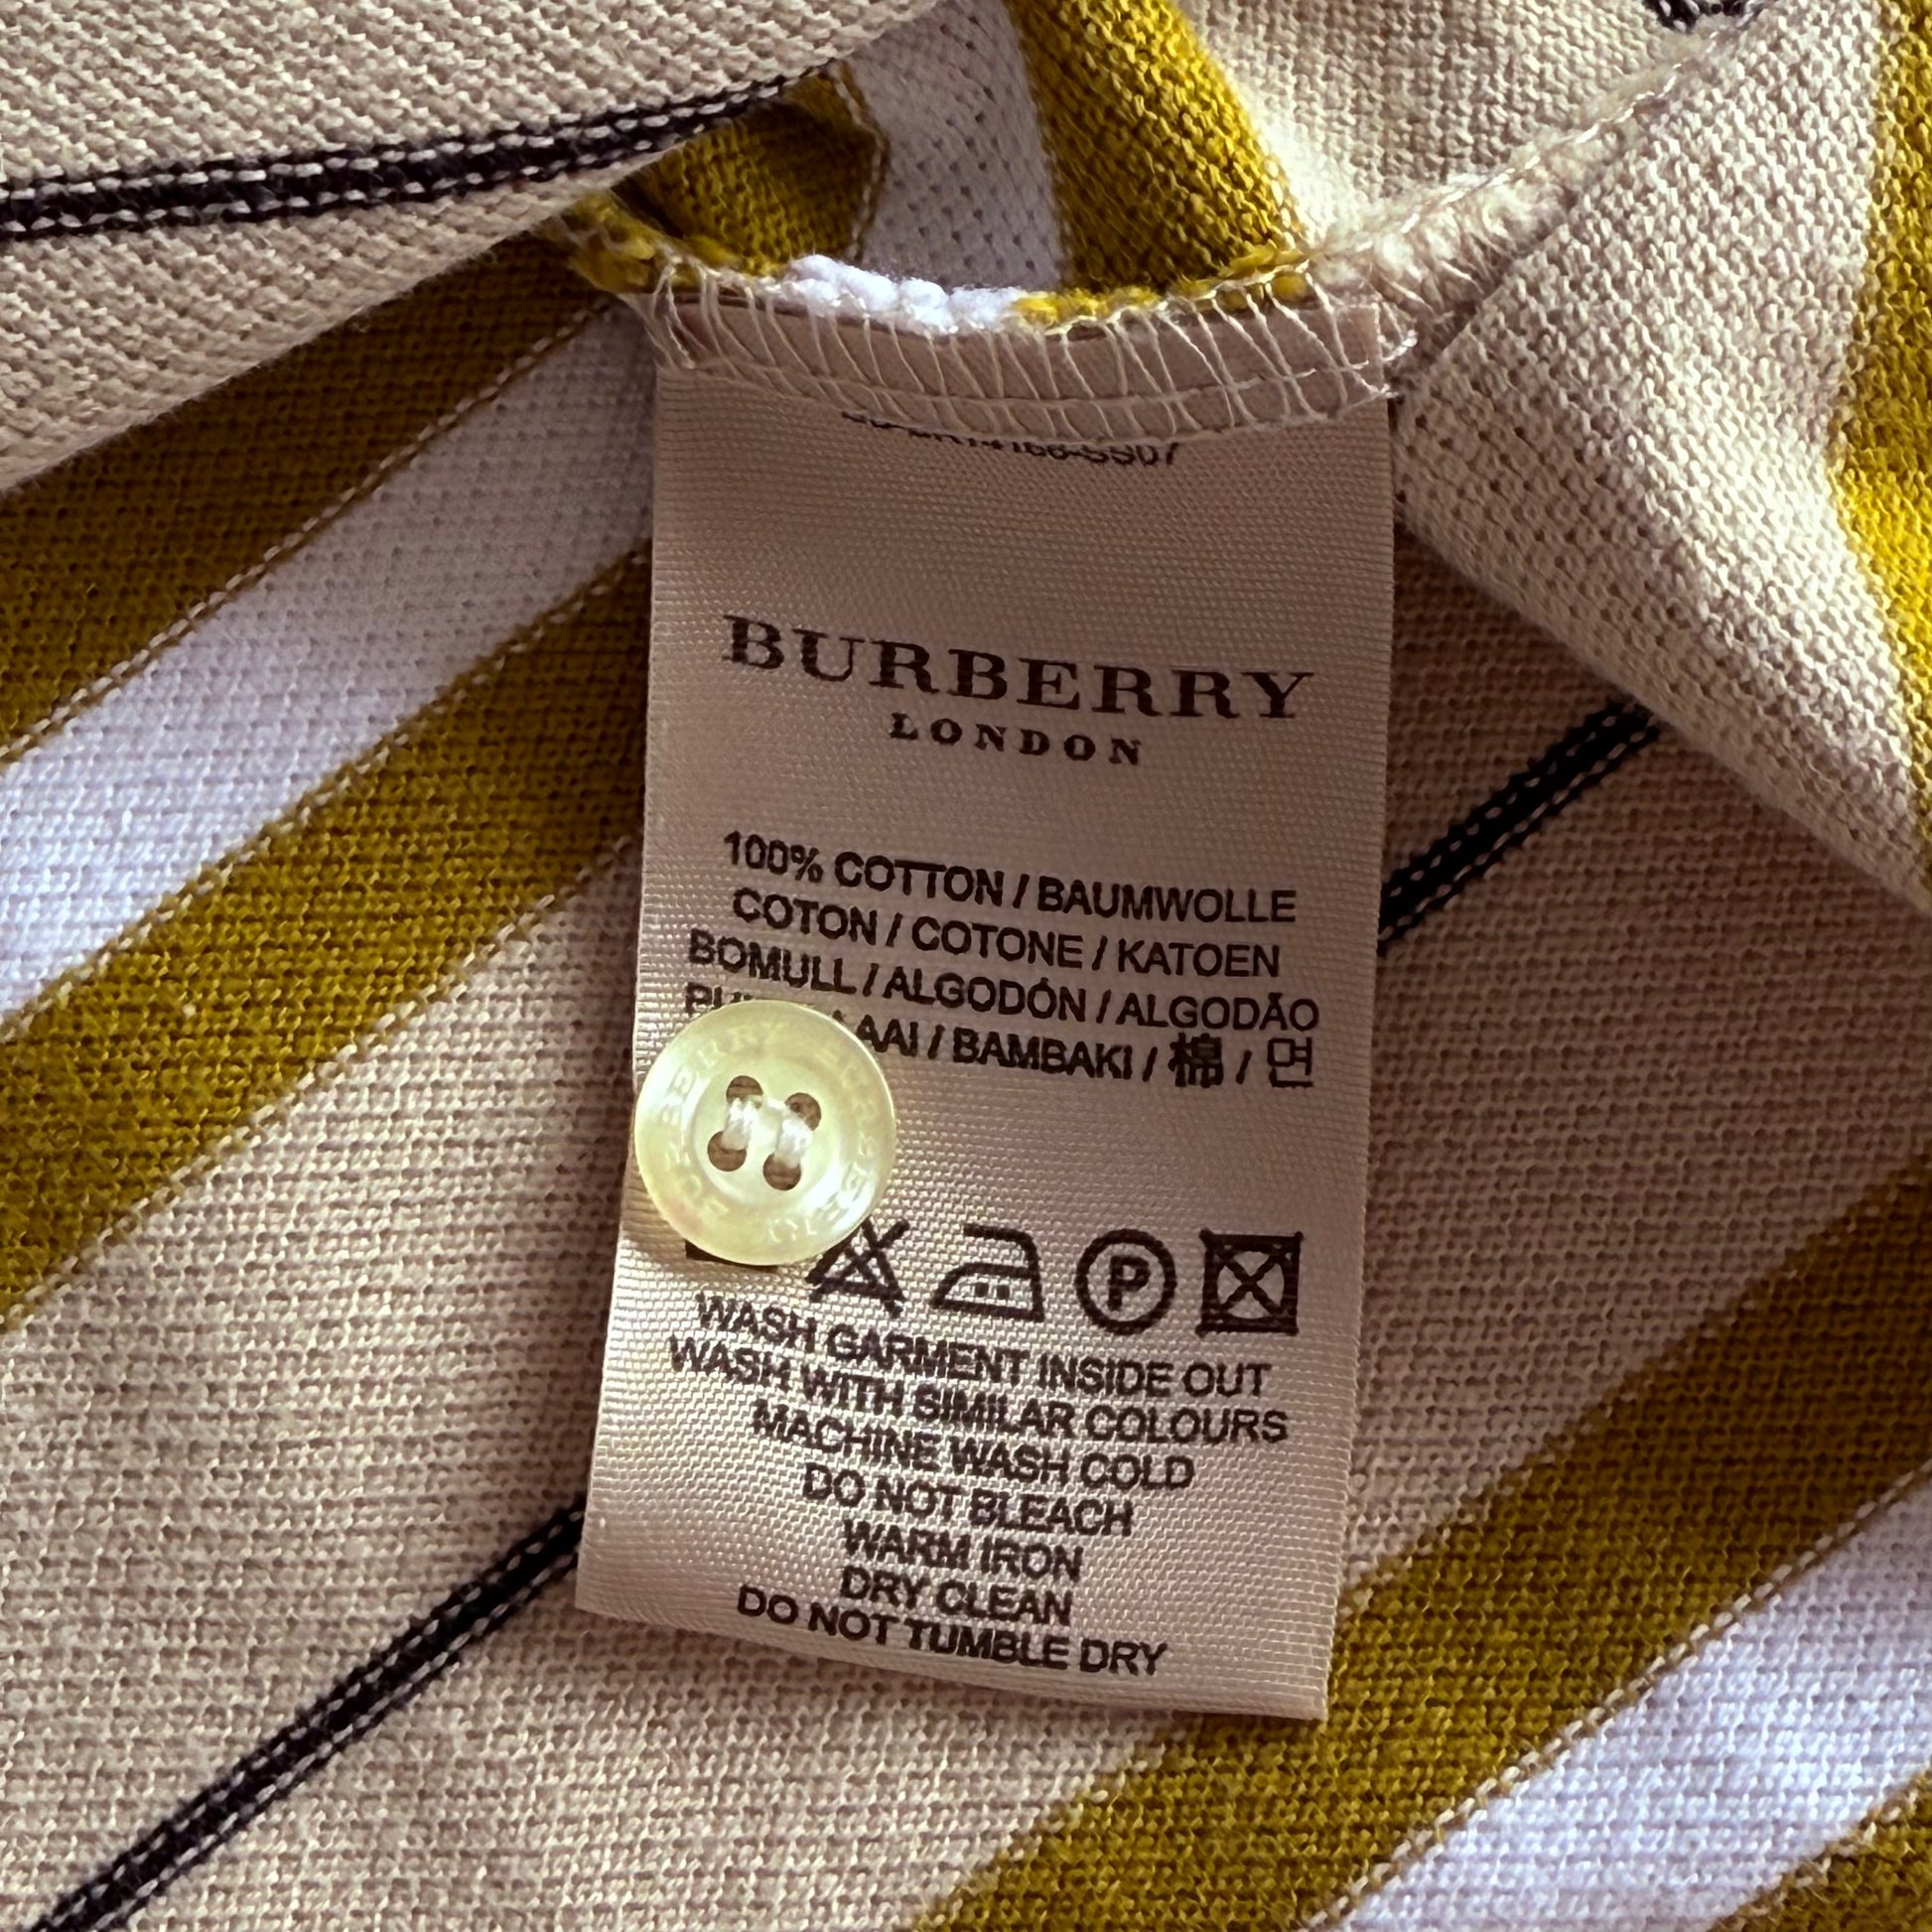 BURBERRY
LONDON
100% COTTON / BAUMWOLLE
COTON / COTONE / KATOEN
BOMULL / ALGODÓN / ALGODÃO
/ BAMBAKI / 棉 / 면
P
WASH GARMENT INSIDE OUT
WASH WITH SIMILAR COLOURS
MACHINE WASH COLD
DO NOT BLEACH
WARM IRON
DRY CLEAN
DO NOT TUMBLE DRY